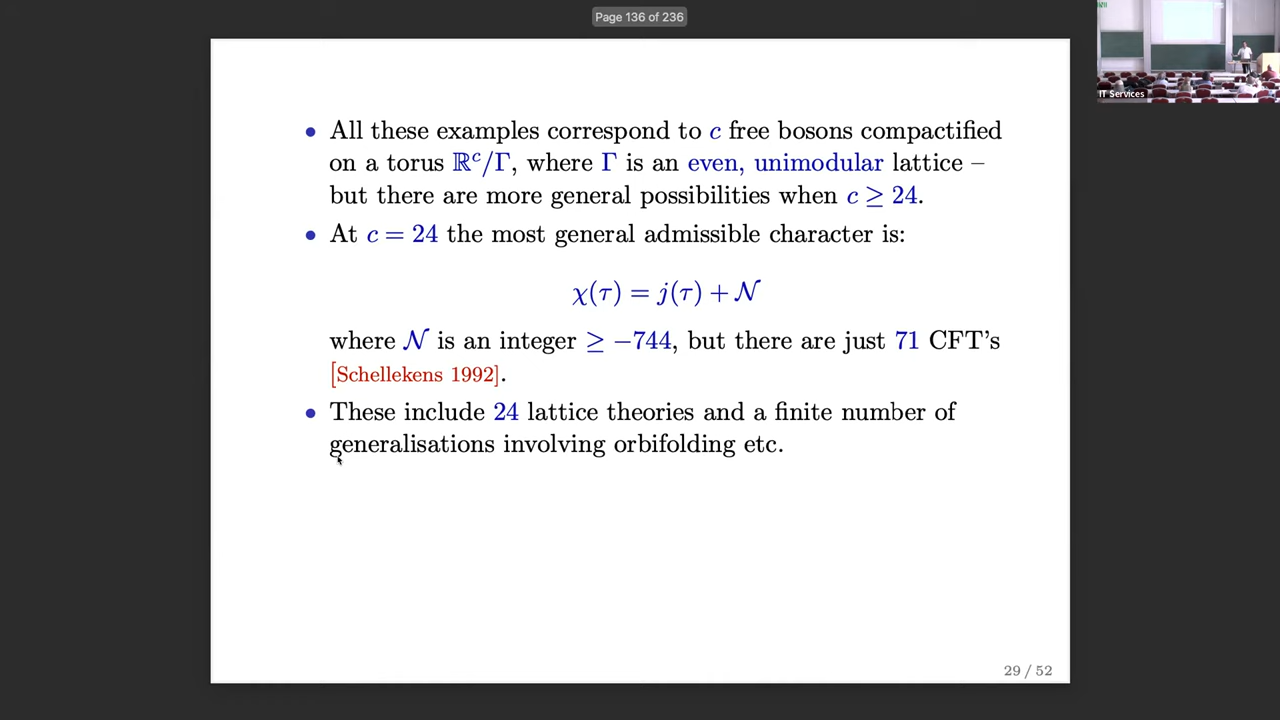 Page 136 of 236
IT Services
• All these examples correspond to c free bosons compactified
on a torus ℝᶜ/Γ, where Γ is an even, unimodular lattice –
but there are more general possibilities when c ≥ 24.
• At c = 24 the most general admissible character is:
χ(τ) = j(τ) + 𝒩
where 𝒩 is an integer ≥ −744, but there are just 71 CFT's
[Schellekens 1992].
• These include 24 lattice theories and a finite number of
generalisations involving orbifolding etc.
29 / 52